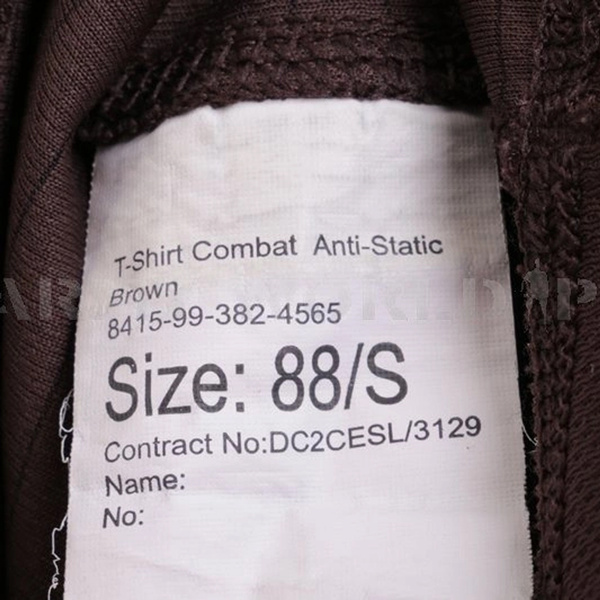 T-Shirt Combat Anti-Static
Brown
8415-99-382-4565
Size: 88/S
Contract No:DC2CESL/3129
Name:
No: